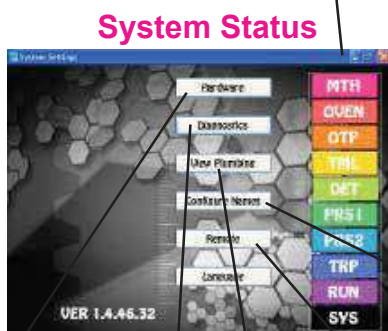 System Status
System Settings
Hardware
Diagnostics
View Plumbing
Configure Names
Remote
Language
VER 1.4.46.32
MTH
OVEN
OTP
TML
DET
PRS1
PRS2
TRP
RUN
SYS